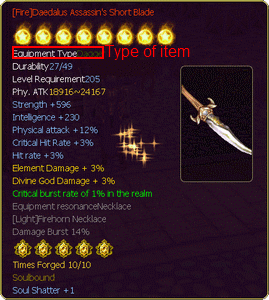 [Fire]Daedalus Assassin's Short Blade
Equipment Type
Type of item
Durability27/49
Level Requirement205
Phy. ATK18916~24167
Strength +596
Intelligence +230
Physical attack +12%
Critical Hit Rate +3%
Hit rate +3%
Element Damage + 3%
Divine God Damage + 3%
Critical burst rate of 1% in the realm
Equipment resonanceNecklace
[Light]Firehorn Necklace
Damage Burst 14%
Times Forged 10/10
Soulbound
Soul Shatter +1